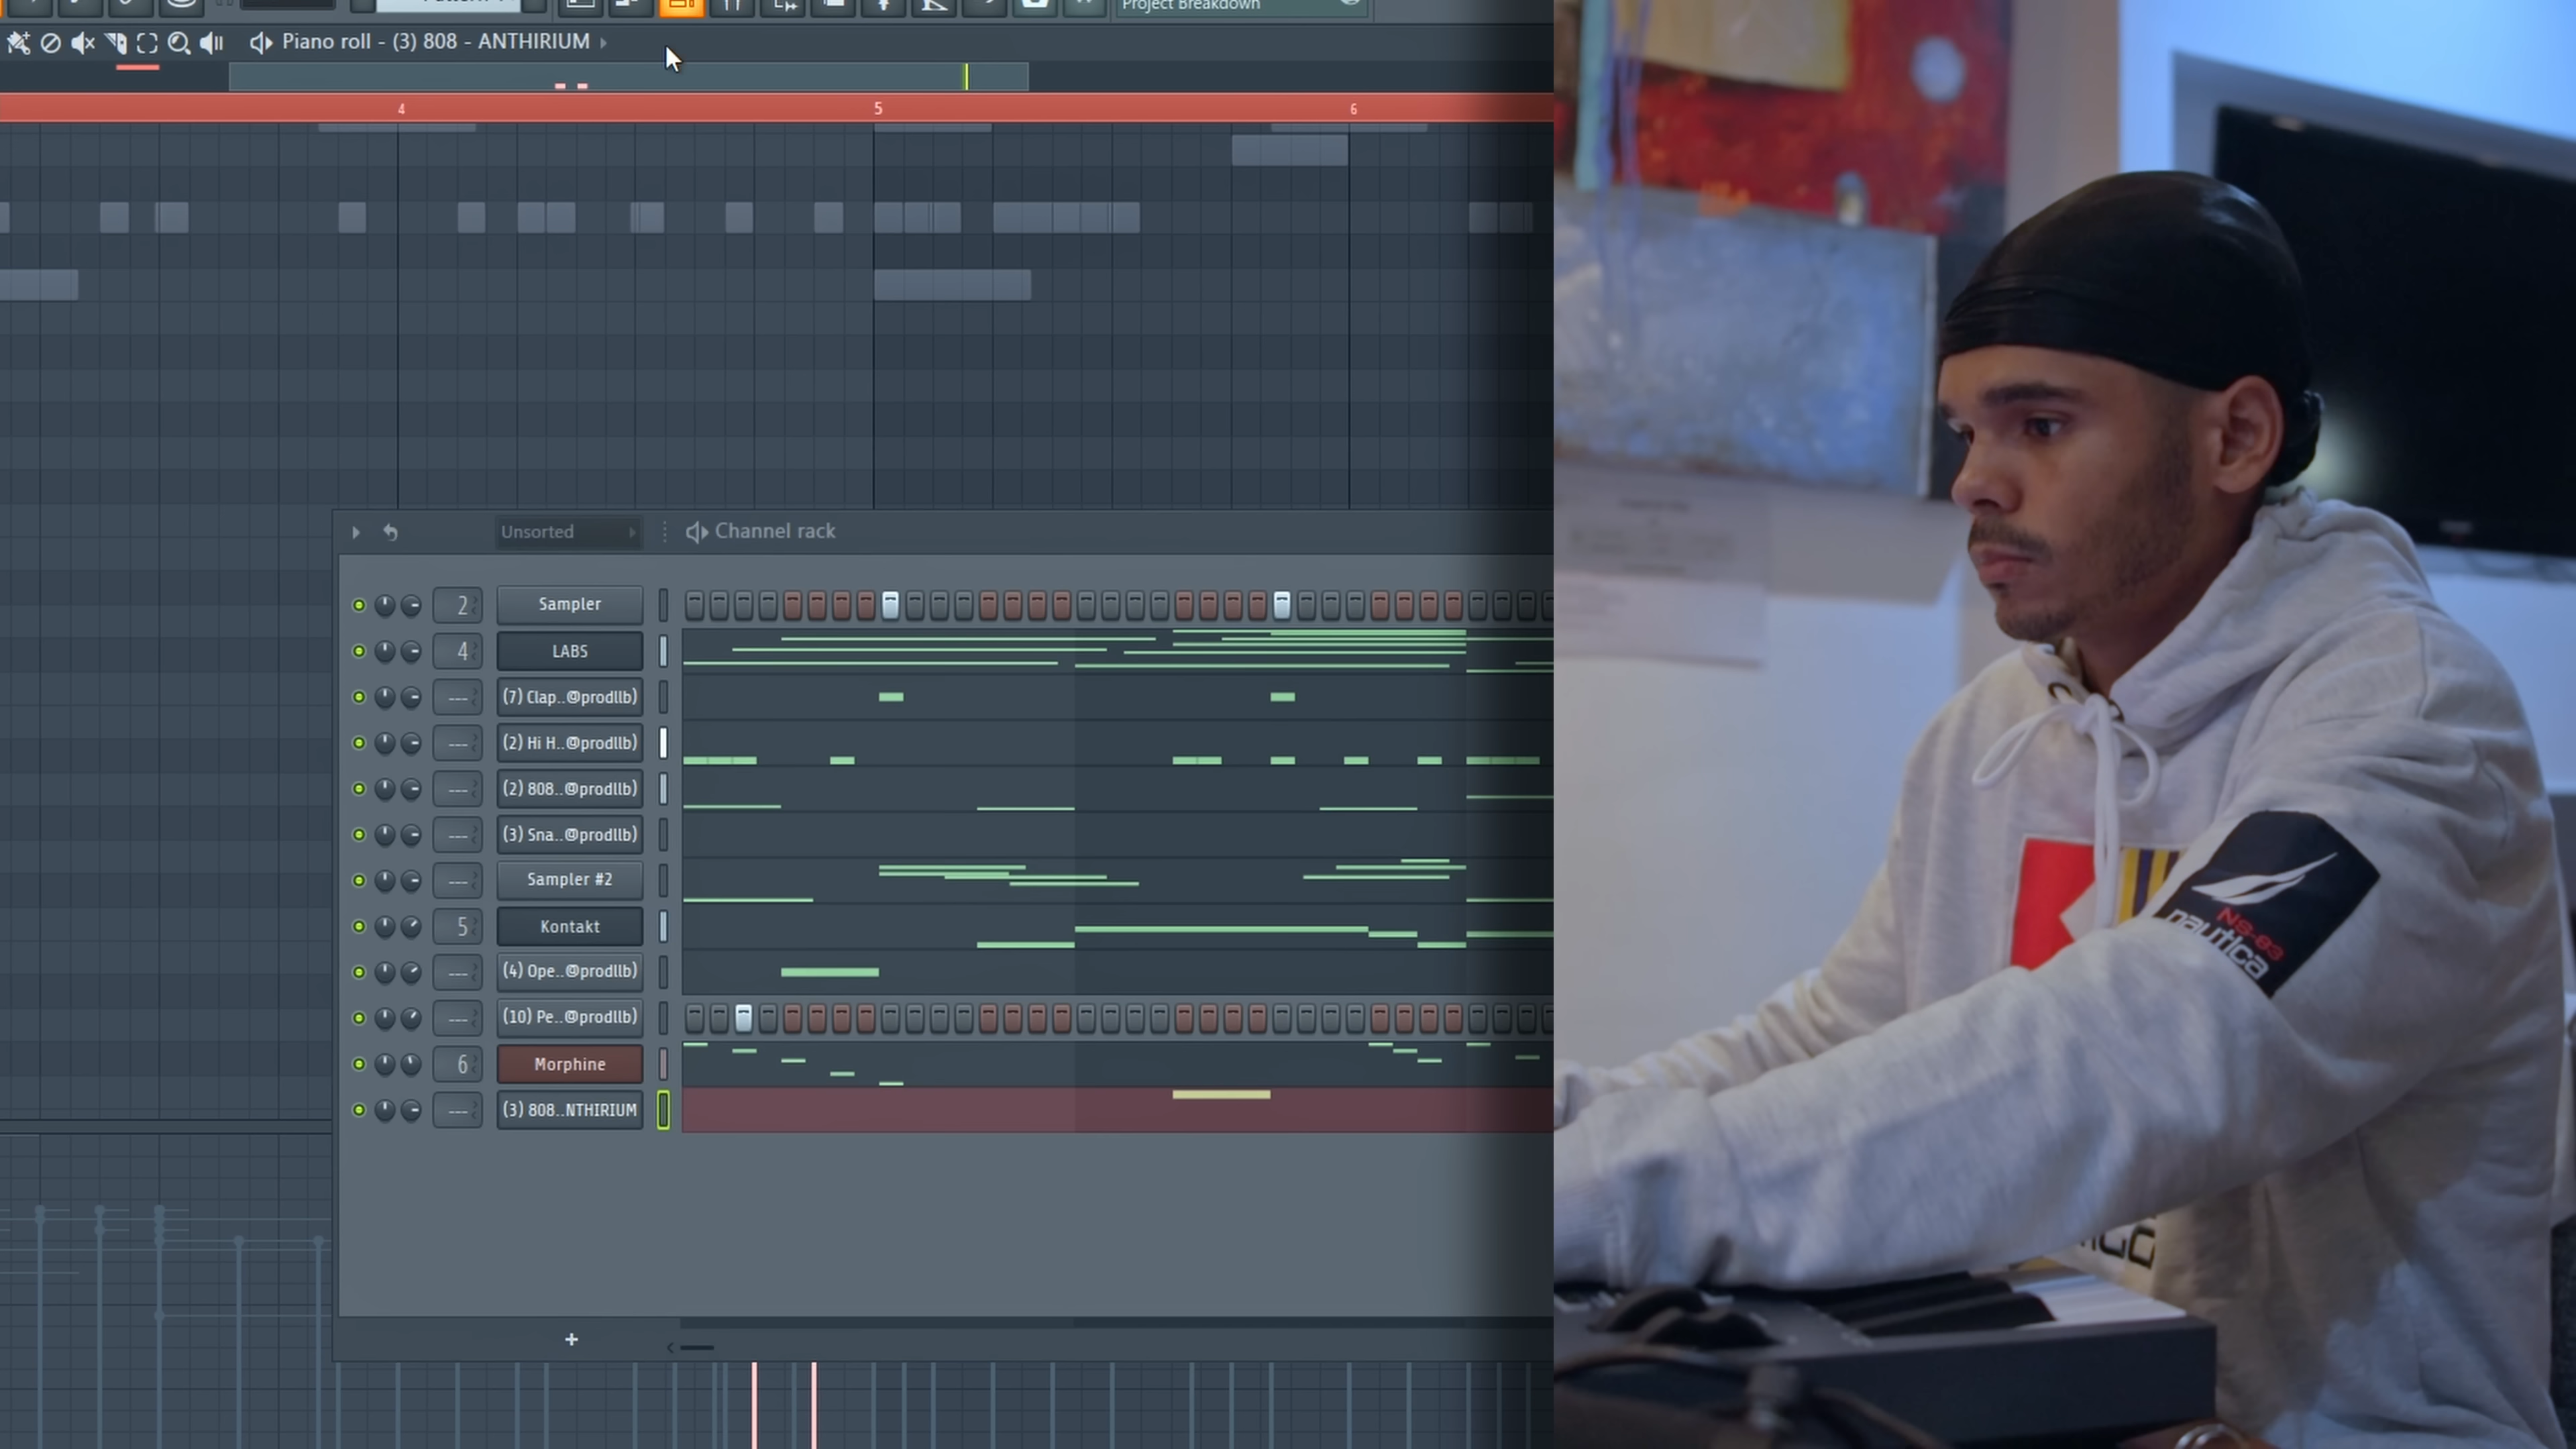 Project Breakdown
Piano roll - (3) 808 - ANTHIRIUM
4 5 6
Unsorted
Channel rack
2 Sampler
4 LABS
--- (7) Clap..@prodllb)
--- (2) Hi H..@prodllb)
--- (2) 808..@prodllb)
--- (3) Sna..@prodllb)
--- Sampler #2
5 Kontakt
--- (4) Ope..@prodllb)
--- (10) Pe..@prodllb)
6 Morphine
--- (3) 808..NTHIRIUM
+
NS-83
nautica